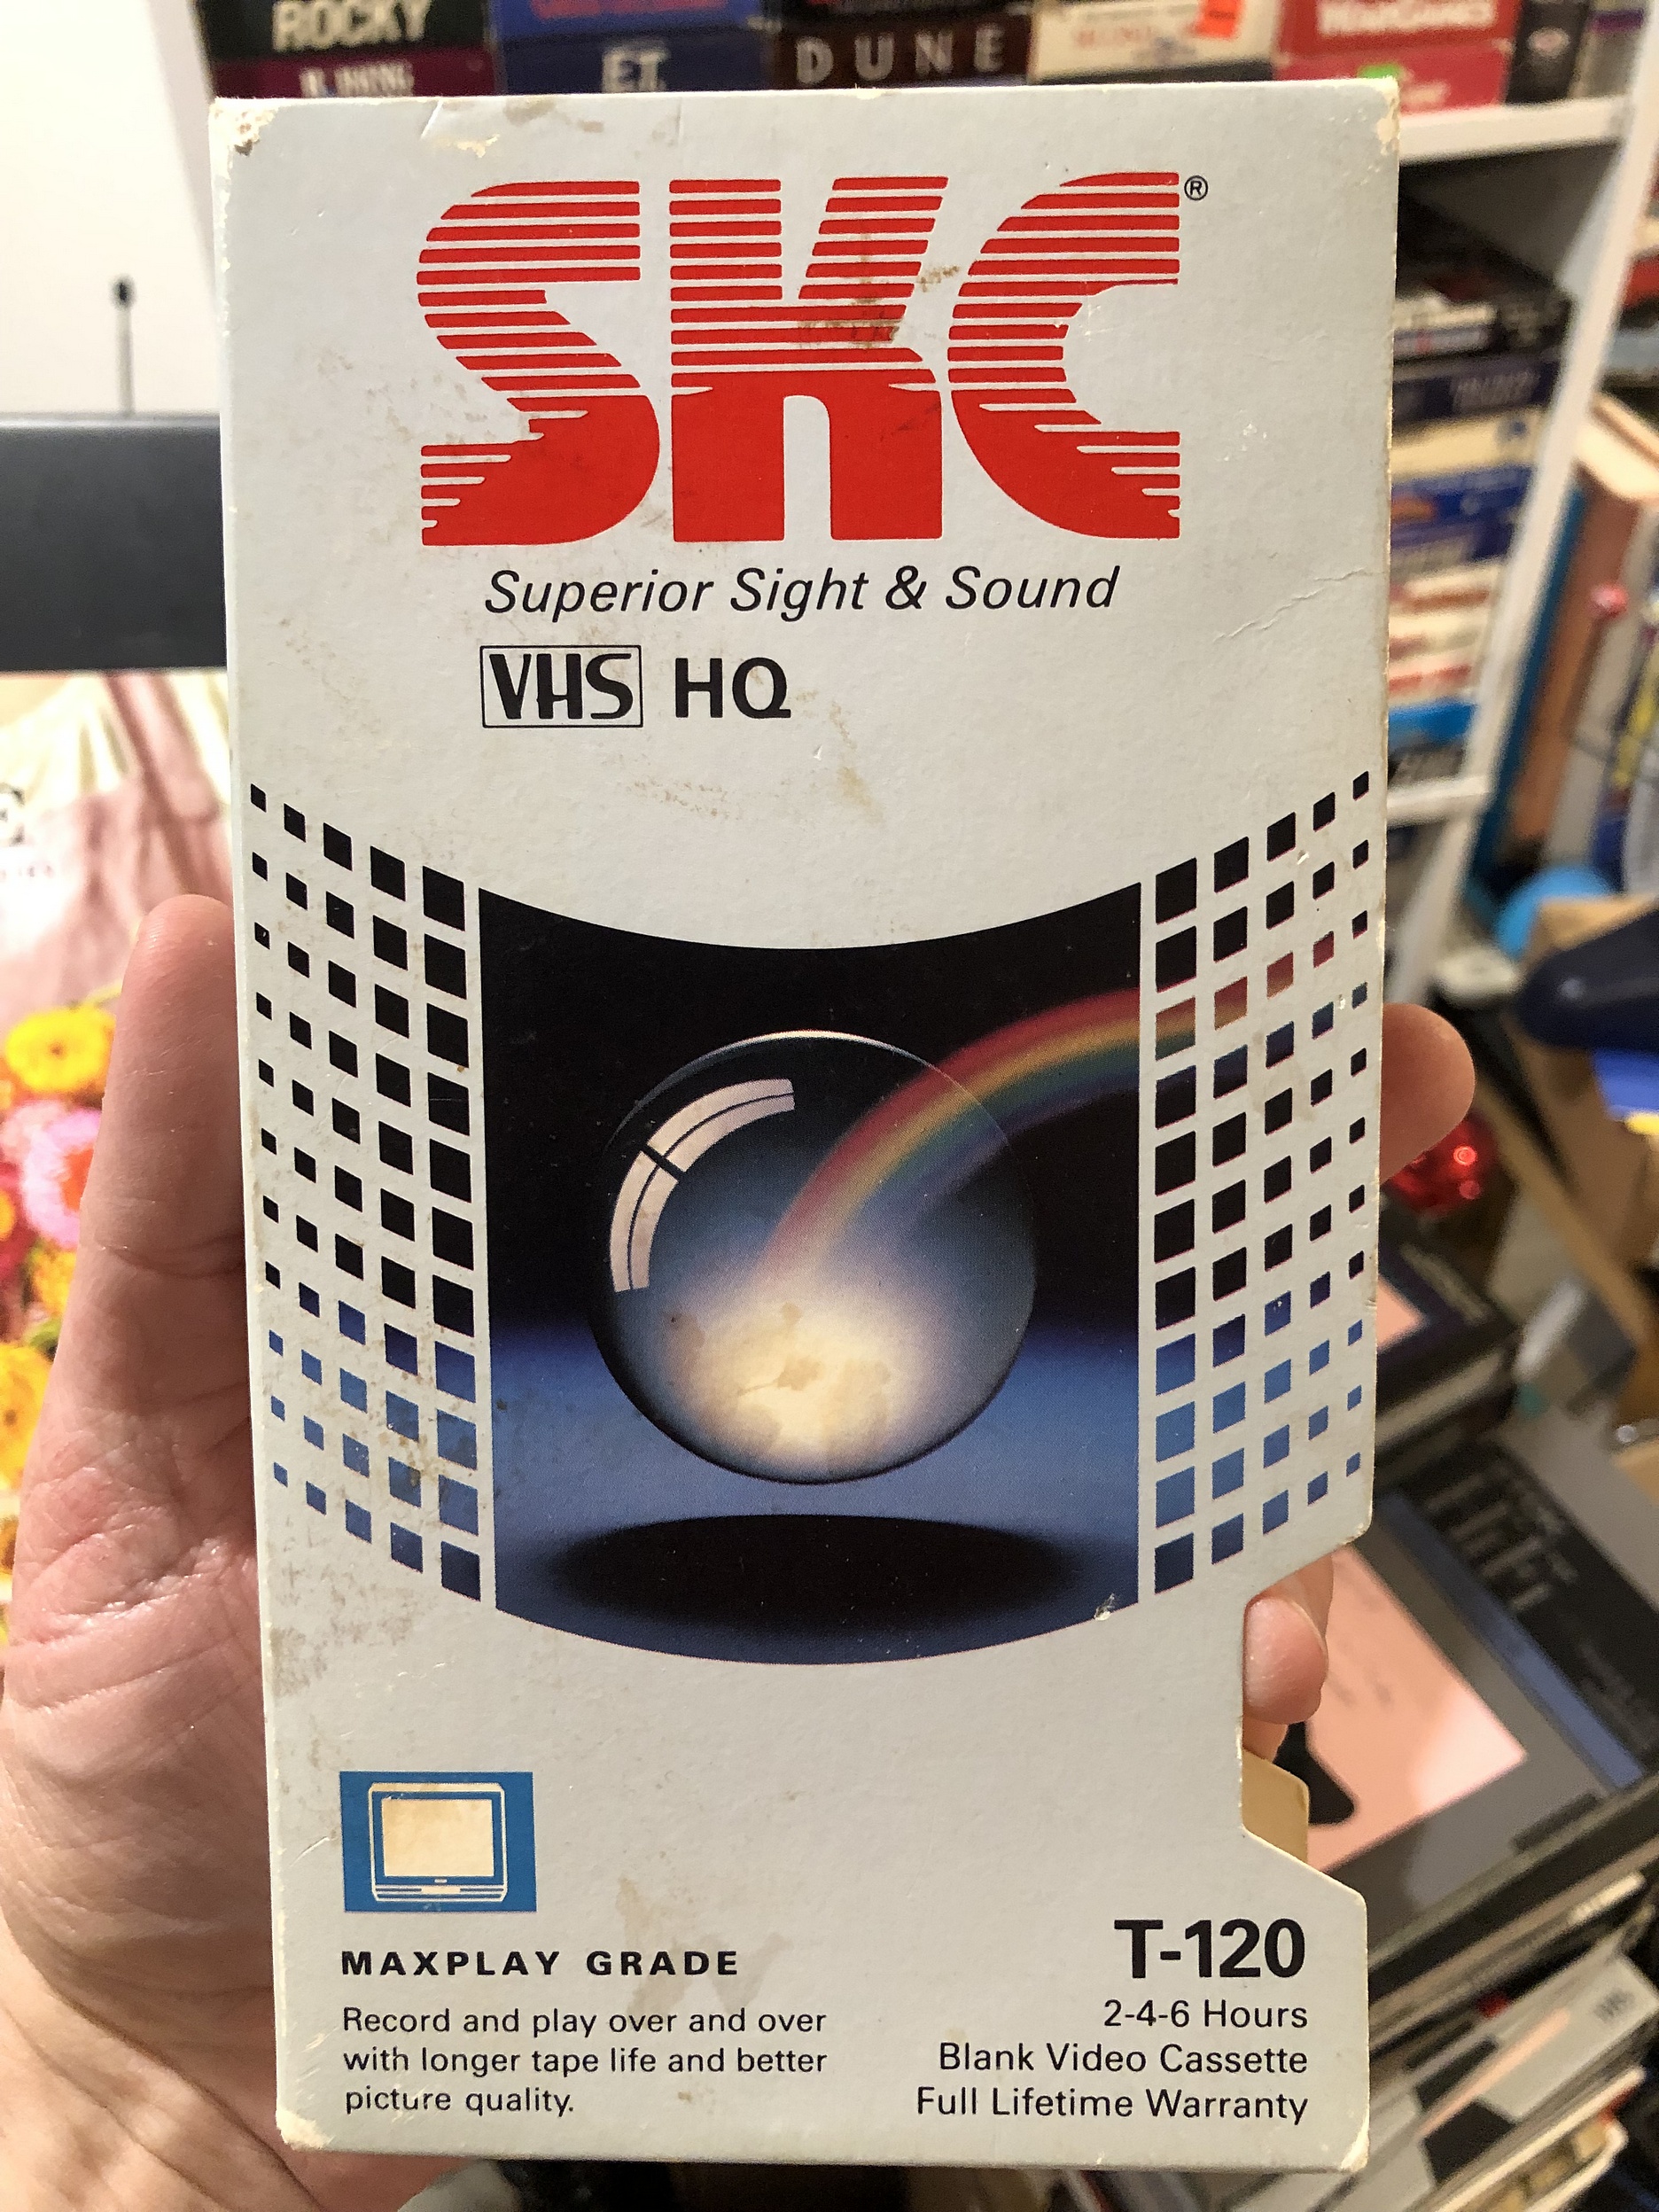 ROCKY
ET
DUNE
WARGAMES
SKC®
Superior Sight & Sound
VHS HQ
MAXPLAY GRADE
Record and play over and over
with longer tape life and better
picture quality.
T-120
2-4-6 Hours
Blank Video Cassette
Full Lifetime Warranty